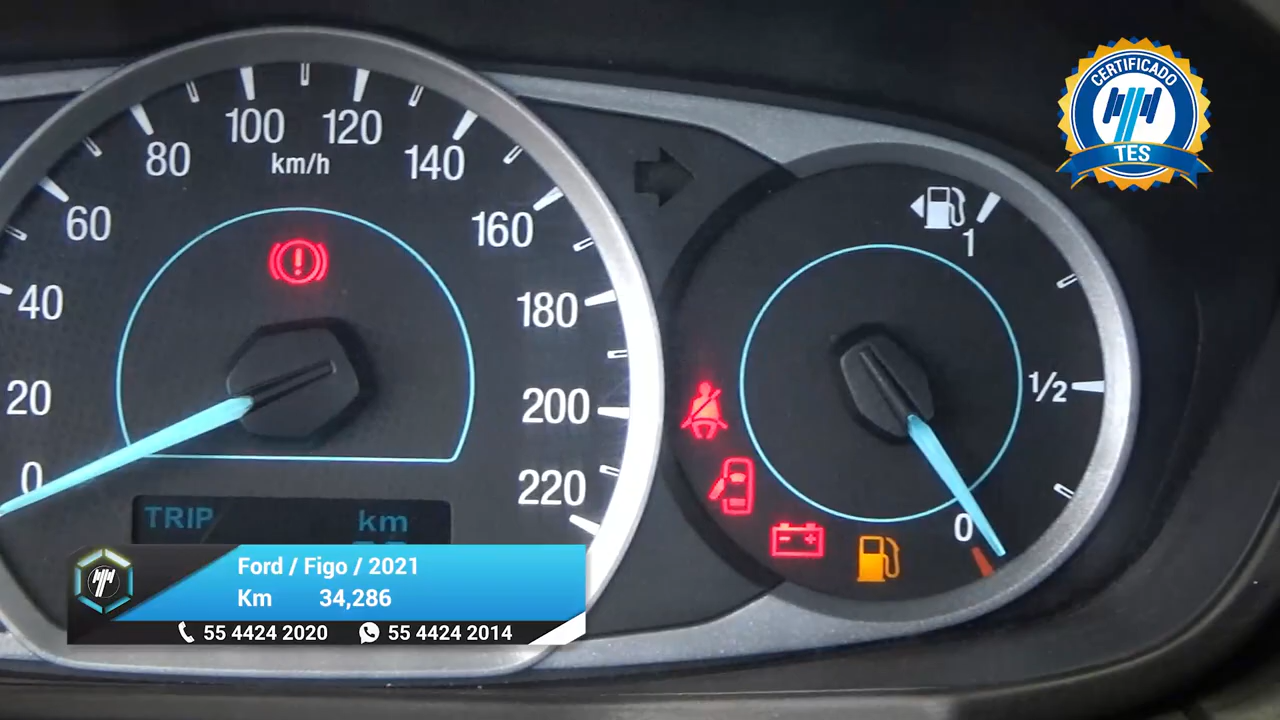 0
20
40
60
80
100
120
140
160
180
200
220
km/h
TRIP km
1
1/2
0
CERTIFICADO
TES
Ford / Figo / 2021
Km 34,286
55 4424 2020 55 4424 2014